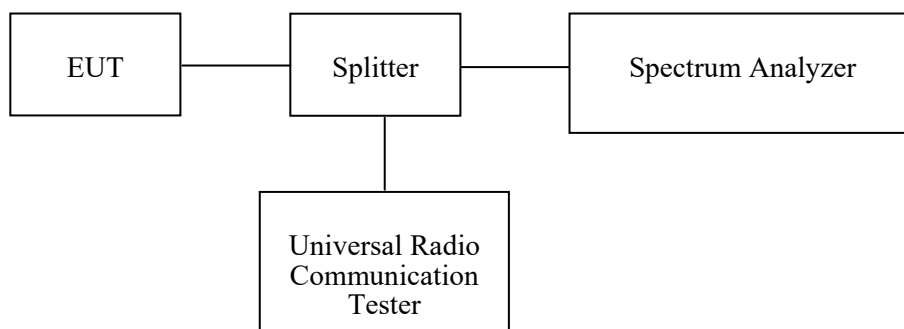 EUT
Splitter
Spectrum Analyzer
Universal Radio
Communication
Tester